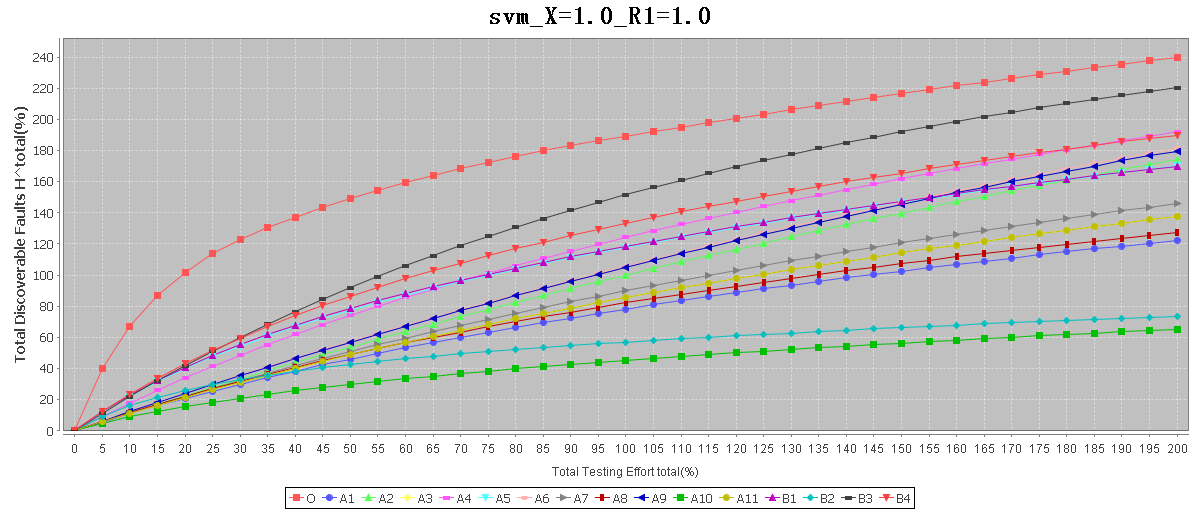 svm_X=1.0_R1=1.0
Total Discoverable Faults H^total(%)
240
220
200
180
160
140
120
100
80
60
40
20
0
0 5 10 15 20 25 30 35 40 45 50 55 60 65 70 75 80 85 90 95 100 105 110 115 120 125 130 135 140 145 150 155 160 165 170 175 180 185 190 195 200
Total Testing Effort total(%)
O A1 A2 A3 A4 A5 A6 A7 A8 A9 A10 A11 B1 B2 B3 B4